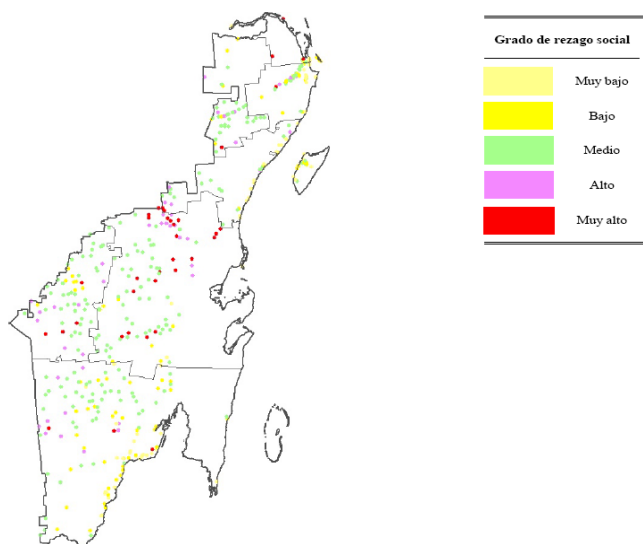 Grado de rezago social
Muy bajo
Bajo
Medio
Alto
Muy alto